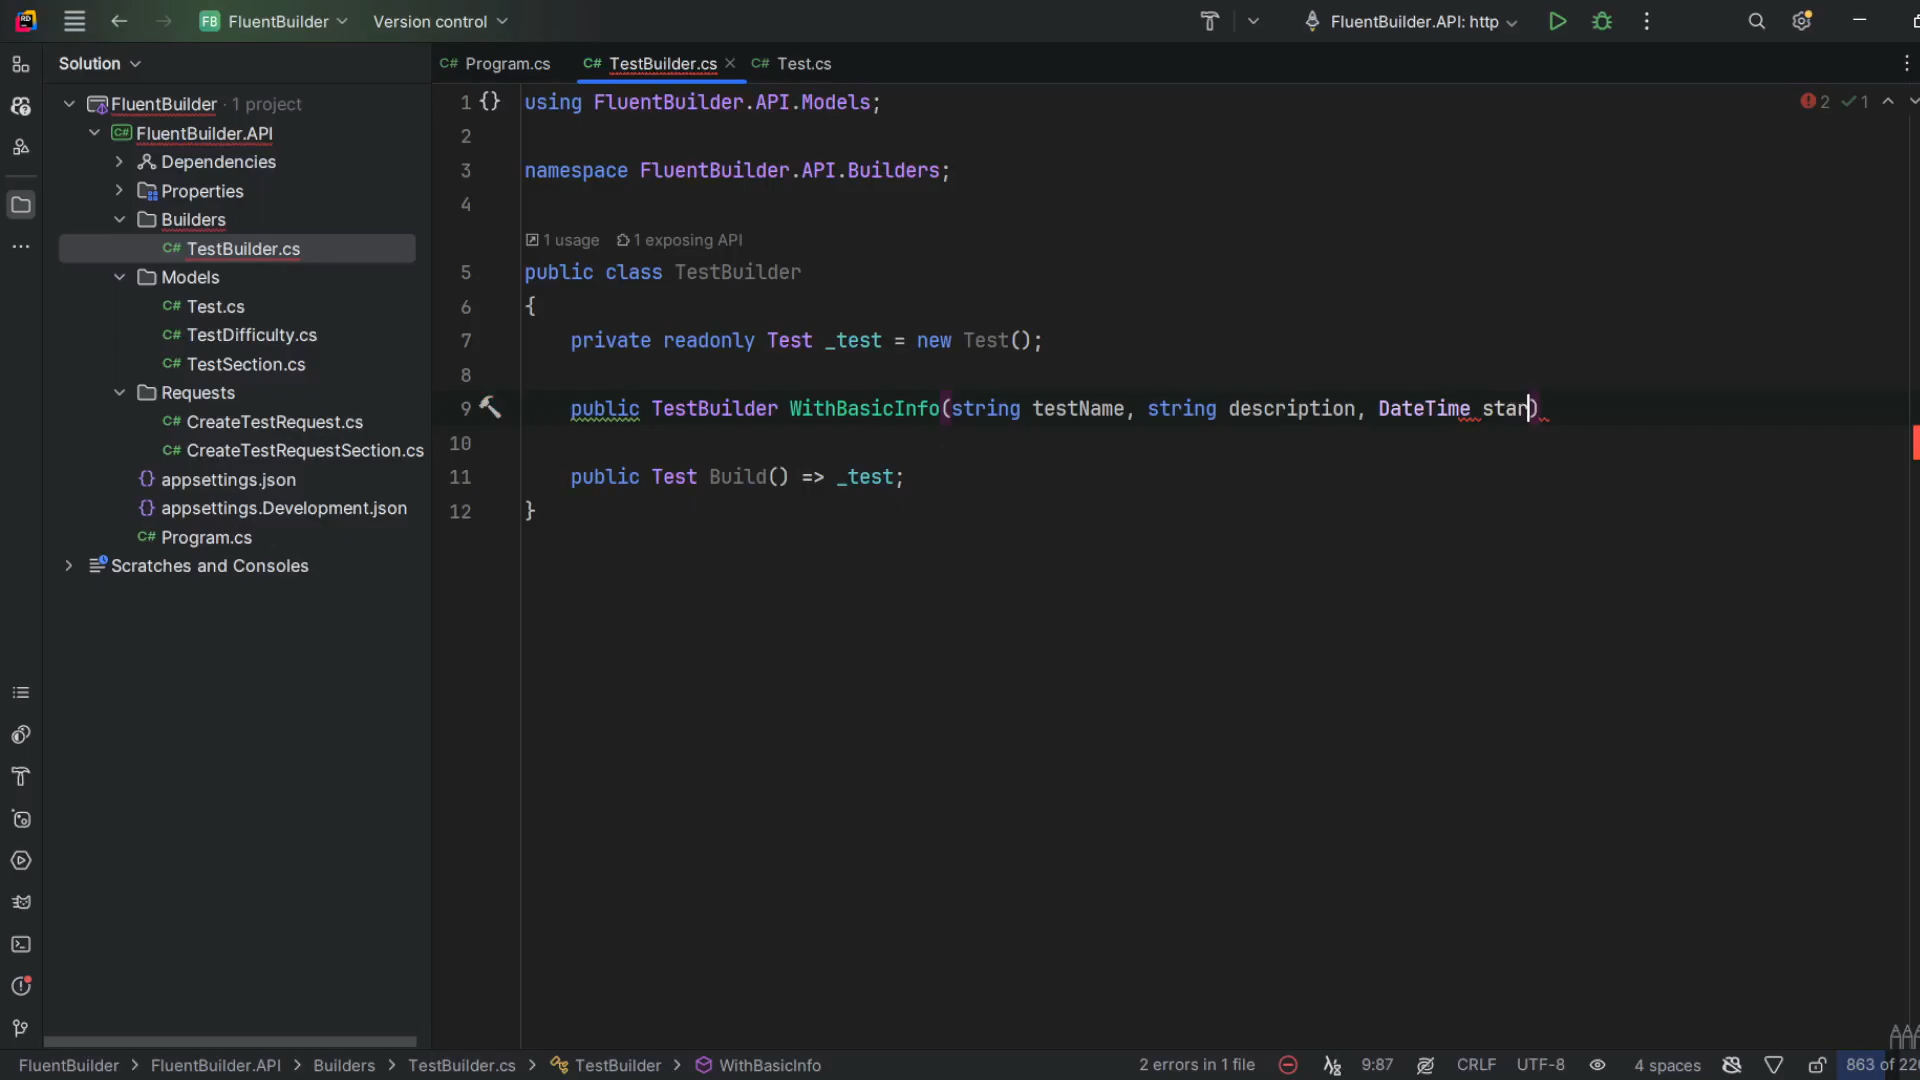 FB FluentBuilder Version control FluentBuilder.API: http
Solution
Program.cs TestBuilder.cs Test.cs
FluentBuilder · 1 project
FluentBuilder.API
Dependencies
Properties
Builders
TestBuilder.cs
Models
Test.cs
TestDifficulty.cs
TestSection.cs
Requests
CreateTestRequest.cs
CreateTestRequestSection.cs
appsettings.json
appsettings.Development.json
Program.cs
Scratches and Consoles
2 1
1 using FluentBuilder.API.Models;
2
3 namespace FluentBuilder.API.Builders;
4
1 usage 1 exposing API
5 public class TestBuilder
6 {
7 private readonly Test _test = new Test();
8
9 public TestBuilder WithBasicInfo(string testName, string description, DateTime star)
10
11 public Test Build() => _test;
12 }
FluentBuilder > FluentBuilder.API > Builders > TestBuilder.cs > TestBuilder > WithBasicInfo 2 errors in 1 file 9:87 CRLF UTF-8 4 spaces 863 of